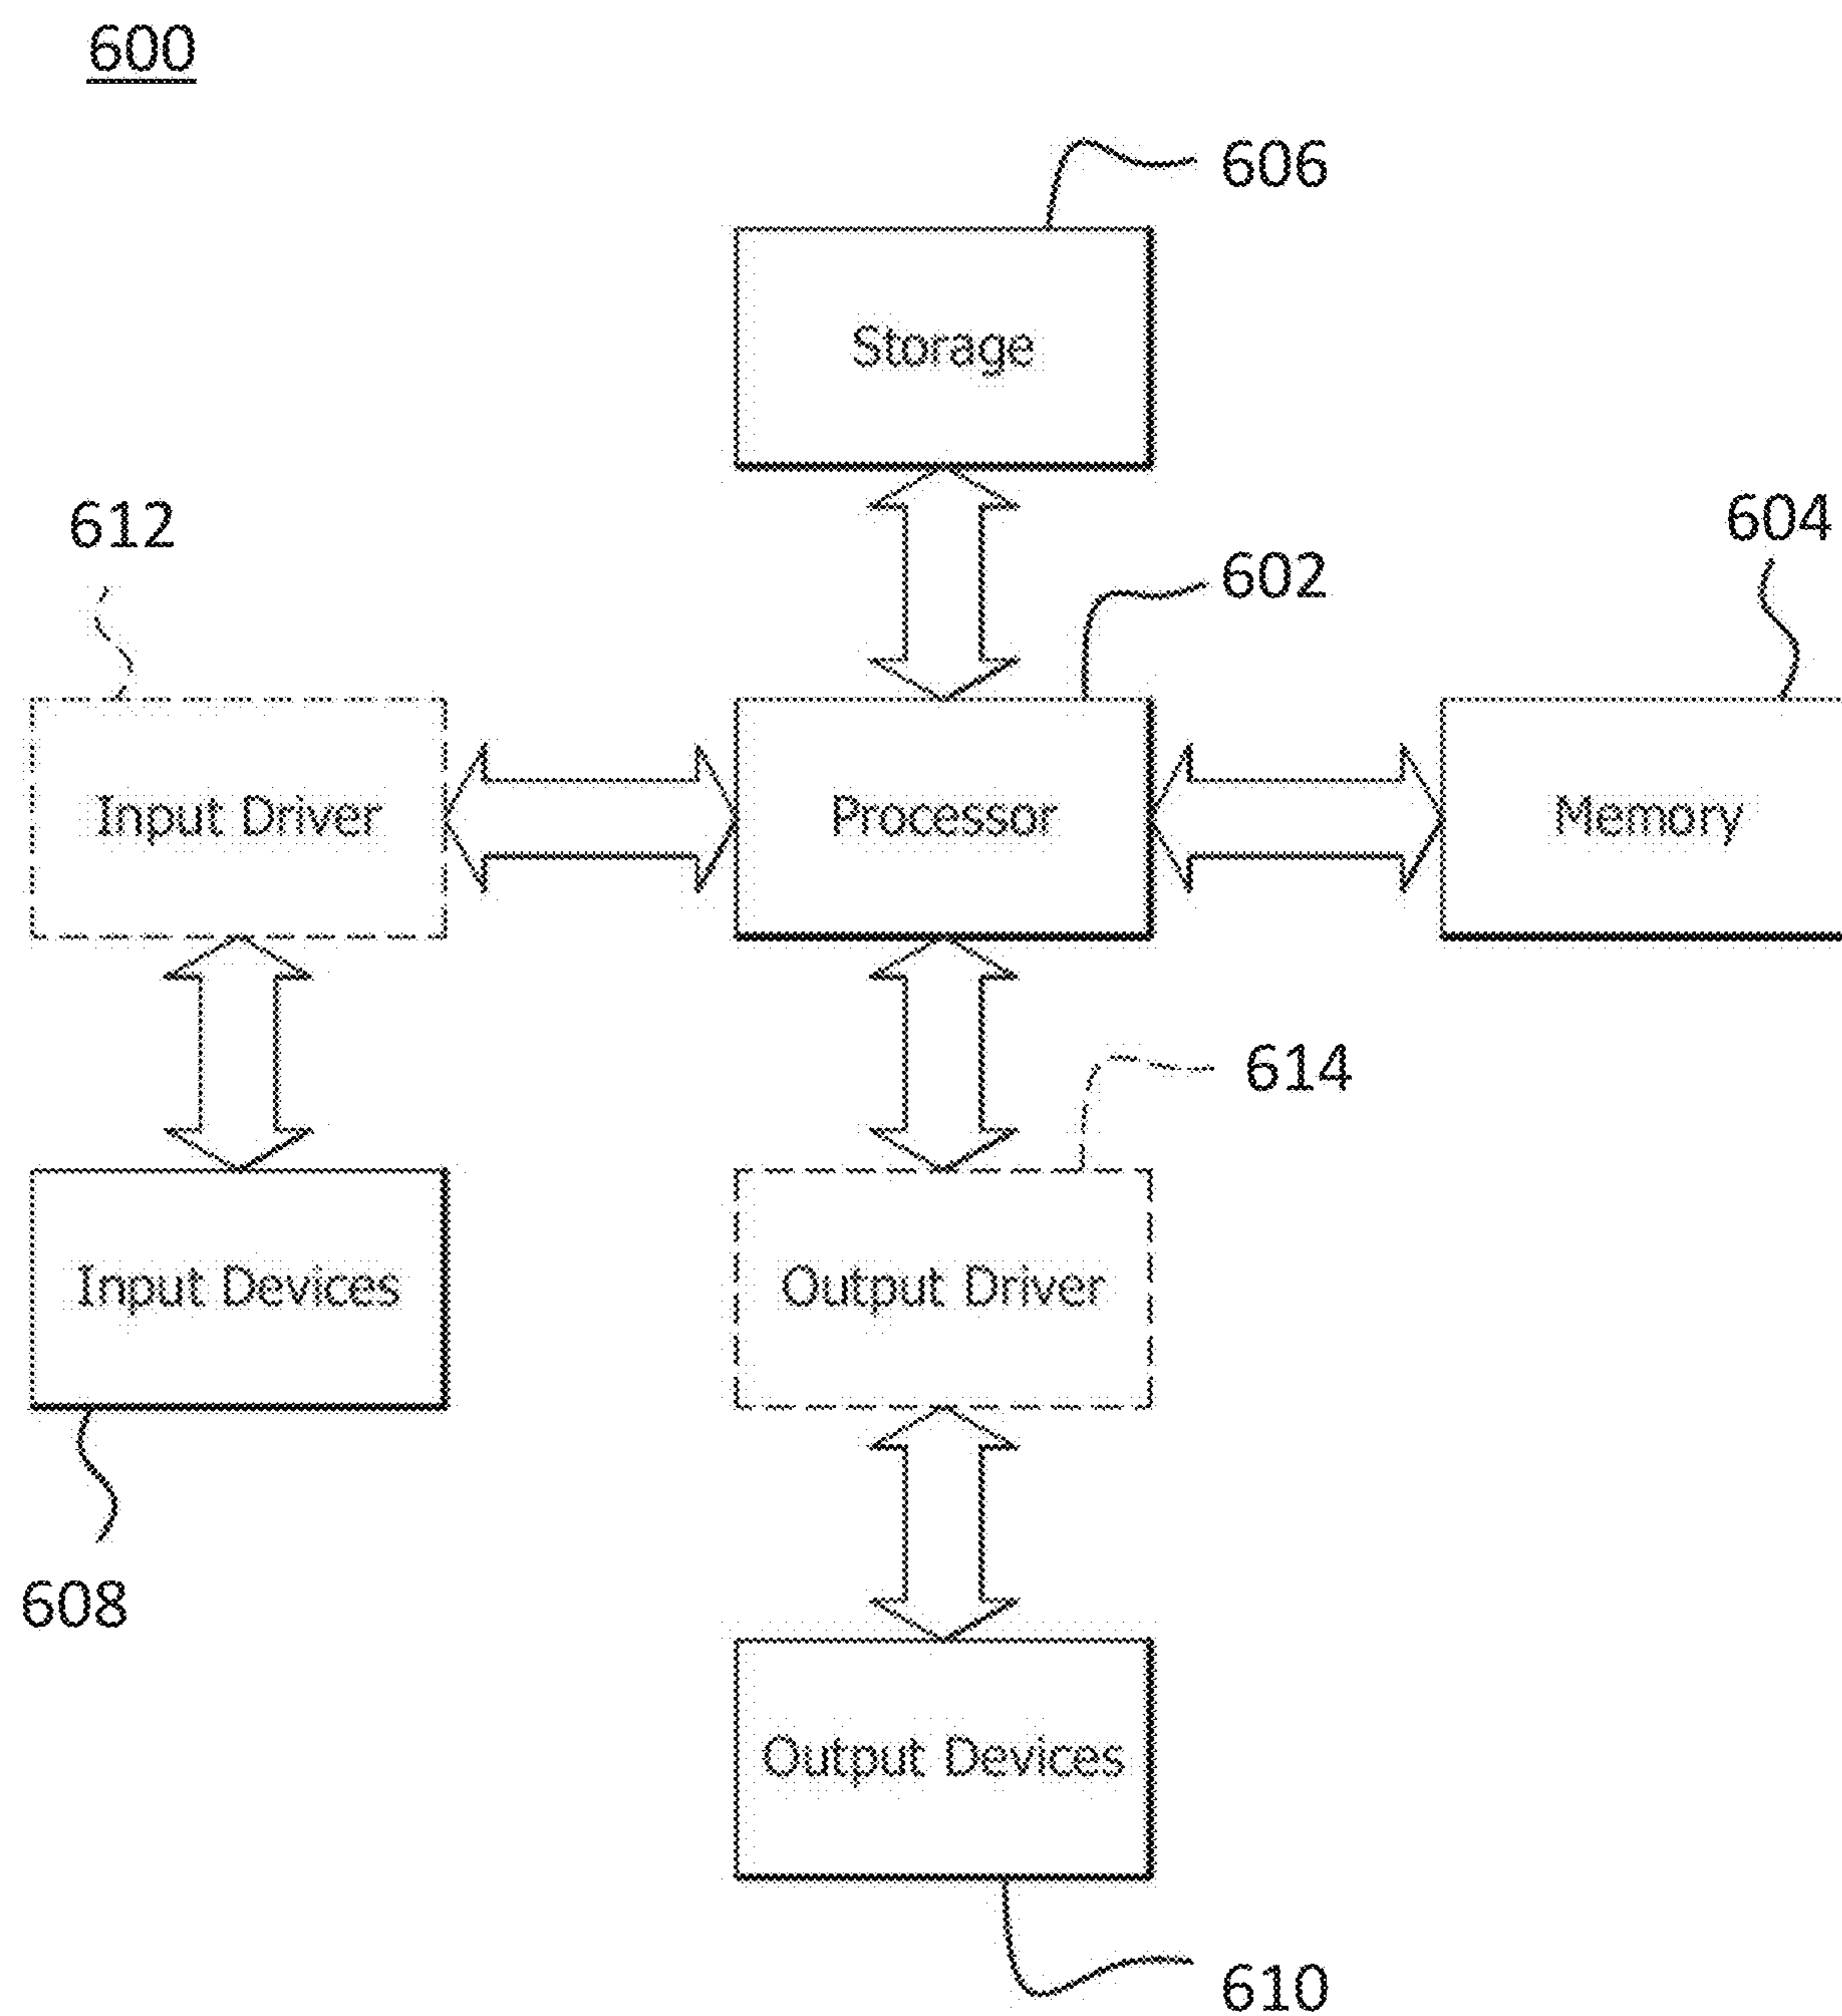 600
606
Storage
612
604
602
Input Driver
Processor
Memory
614
Input Devices
Output Driver
608
Output Devices
610